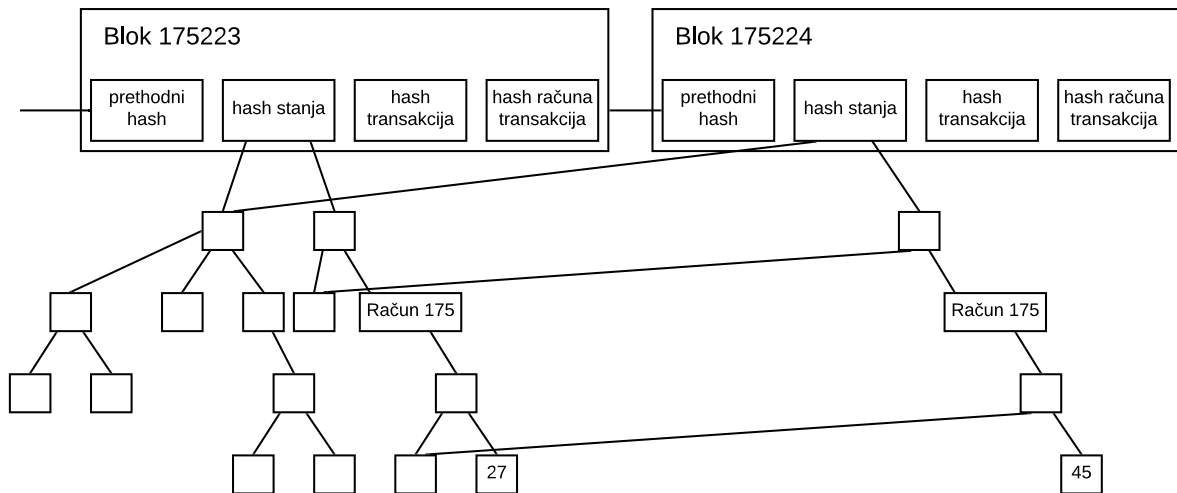 Blok 175223
prethodni
hash
hash stanja
hash
transakcija
hash računa
transakcija
Blok 175224
prethodni
hash
hash stanja
hash
transakcija
hash računa
transakcija
Račun 175
Račun 175
27
45